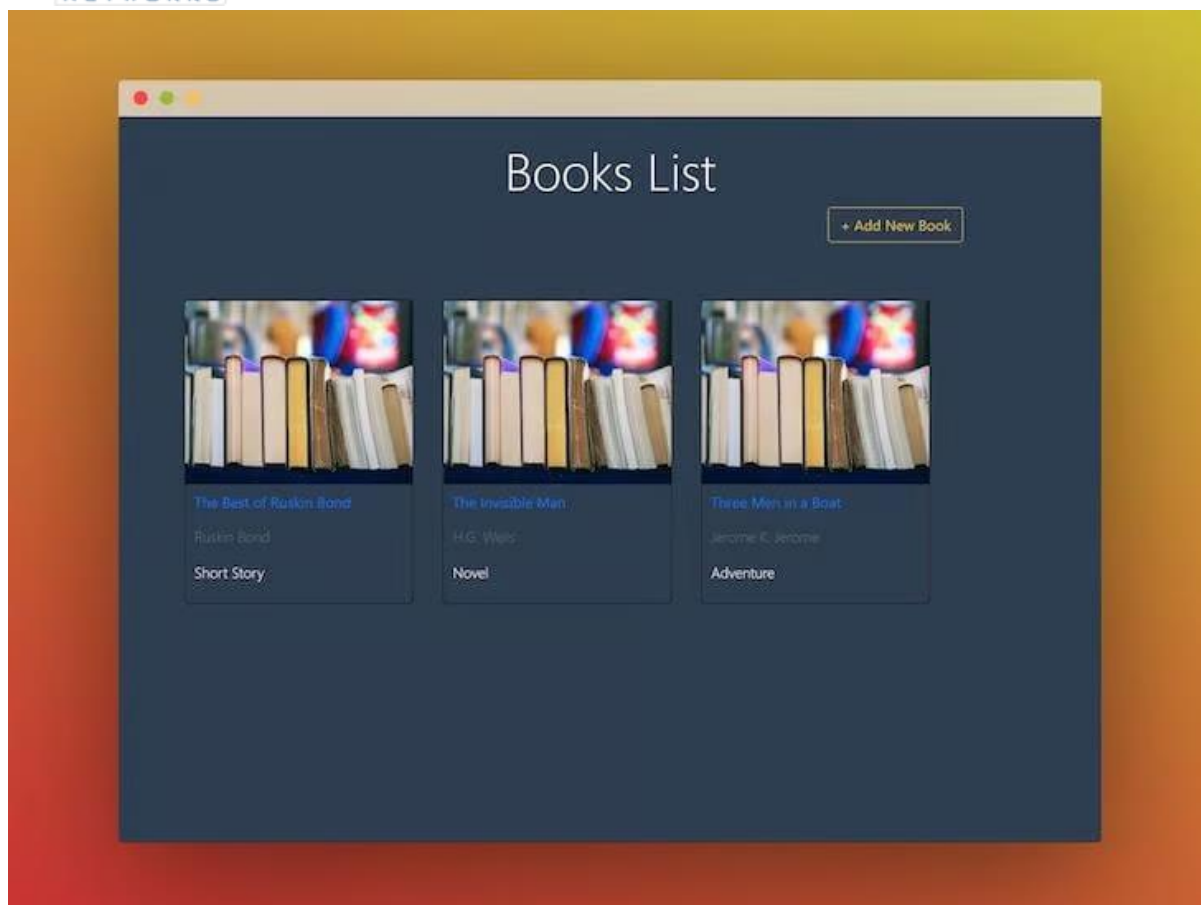 Books List
+ Add New Book
The Best of Ruskin Bond
The Invisible Man
Three Men in a Boat
Ruskin Bond
H.G. Wells
Jerome K. Jerome
Short Story
Novel
Adventure